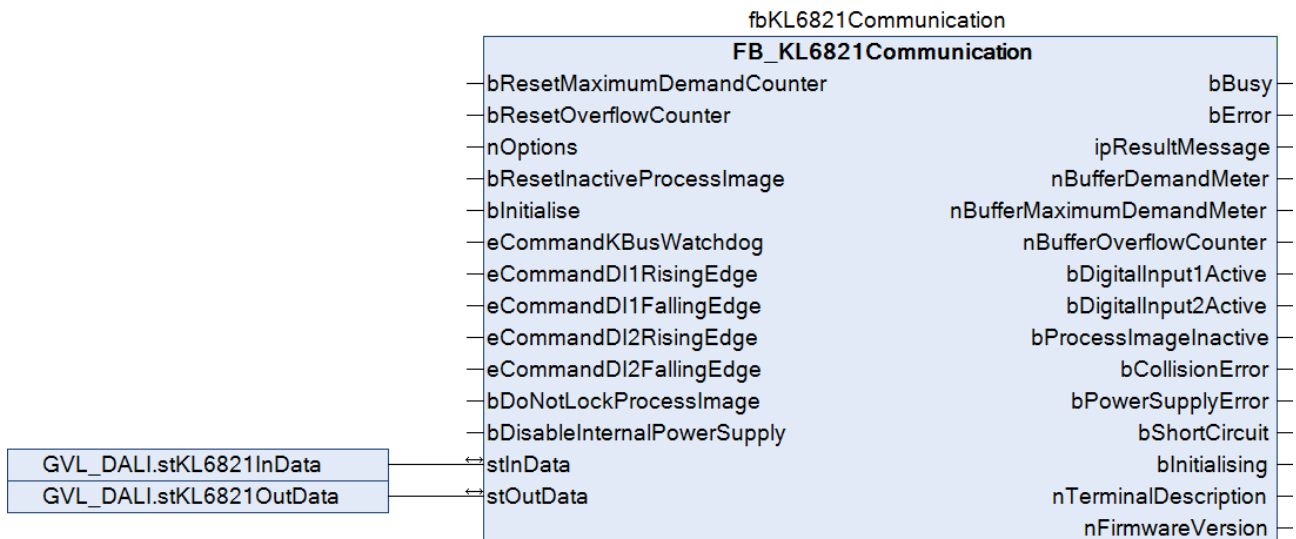 fbKL6821Communication
FB_KL6821Communication
bResetMaximumDemandCounter bBusy
bResetOverflowCounter bError
nOptions ipResultMessage
bResetInactiveProcessImage nBufferDemandMeter
bInitialise nBufferMaximumDemandMeter
eCommandKBusWatchdog nBufferOverflowCounter
eCommandDI1RisingEdge bDigitalInput1Active
eCommandDI1FallingEdge bDigitalInput2Active
eCommandDI2RisingEdge bProcessImageInactive
eCommandDI2FallingEdge bCollisionError
bDoNotLockProcessImage bPowerSupplyError
bDisableInternalPowerSupply bShortCircuit
GVL_DALI.stKL6821InData stInData bInitialising
GVL_DALI.stKL6821OutData stOutData nTerminalDescription
nFirmwareVersion